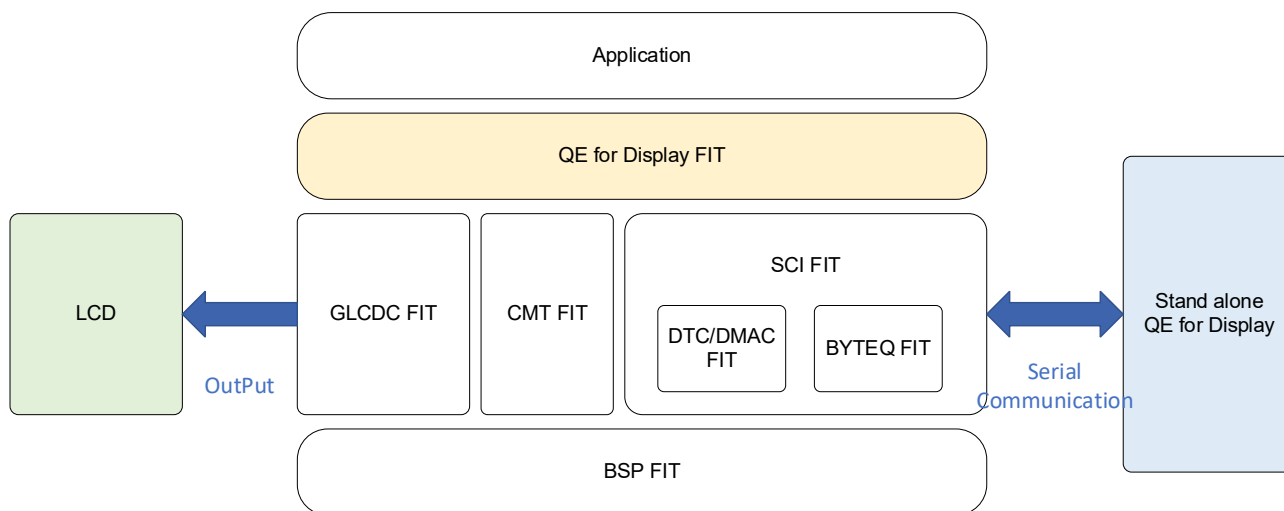 Application
QE for Display FIT
LCD
OutPut
GLCDC FIT
CMT FIT
SCI FIT
DTC/DMAC
FIT
BYTEQ FIT
Serial
Communication
Stand alone
QE for Display
BSP FIT